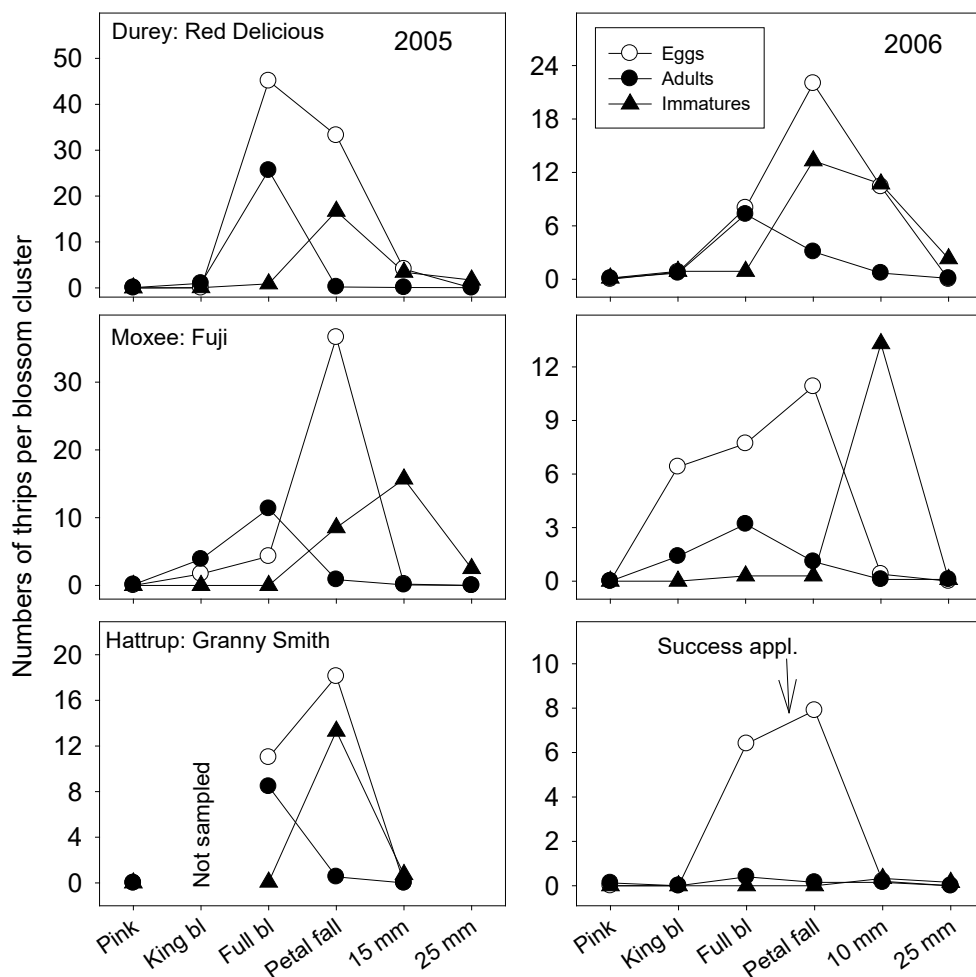 Numbers of thrips per blossom cluster
Durey: Red Delicious
2005
50
40
30
20
10
0
2006
Eggs
Adults
Immatures
24
18
12
6
0
Moxee: Fuji
30
20
10
0
12
9
6
3
0
Hattrup: Granny Smith
20
16
12
8
4
0
Not sampled
Success appl.
10
8
6
4
2
0
Pink
King bl
Full bl
Petal fall
15 mm
25 mm
Pink
King bl
Full bl
Petal fall
10 mm
25 mm